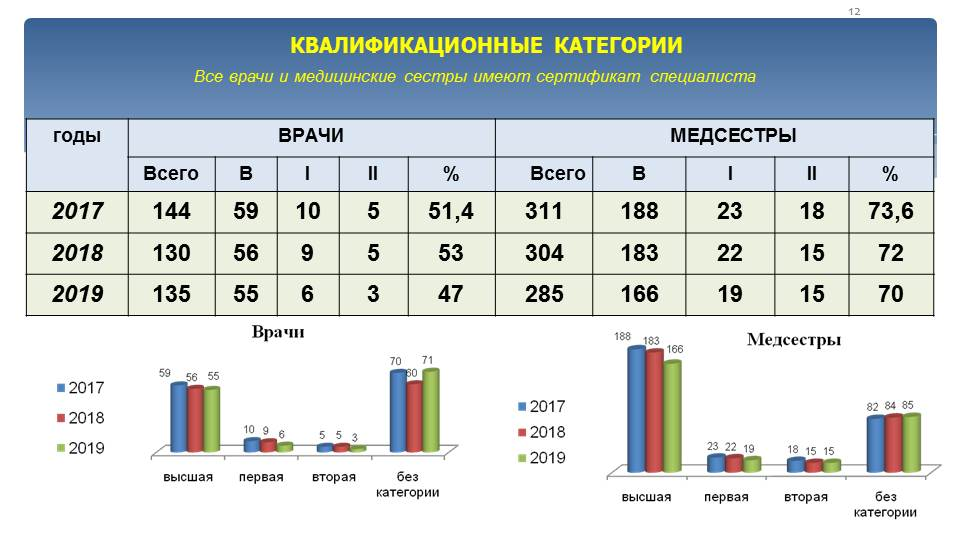 12
КВАЛИФИКАЦИОННЫЕ КАТЕГОРИИ
Все врачи и медицинские сестры имеют сертификат специалиста
годы ВРАЧИ МЕДСЕСТРЫ
Всего В I II % Всего В I II %
2017 144 59 10 5 51,4 311 188 23 18 73,6
2018 130 56 9 5 53 304 183 22 15 72
2019 135 55 6 3 47 285 166 19 15 70
Врачи
2017
2018
2019
59 56 55 10 9 6 5 5 3 70 60 71
высшая первая вторая без категории
Медсестры
2017
2018
2019
188 183 166 23 22 19 18 15 15 82 84 85
высшая первая вторая без категории